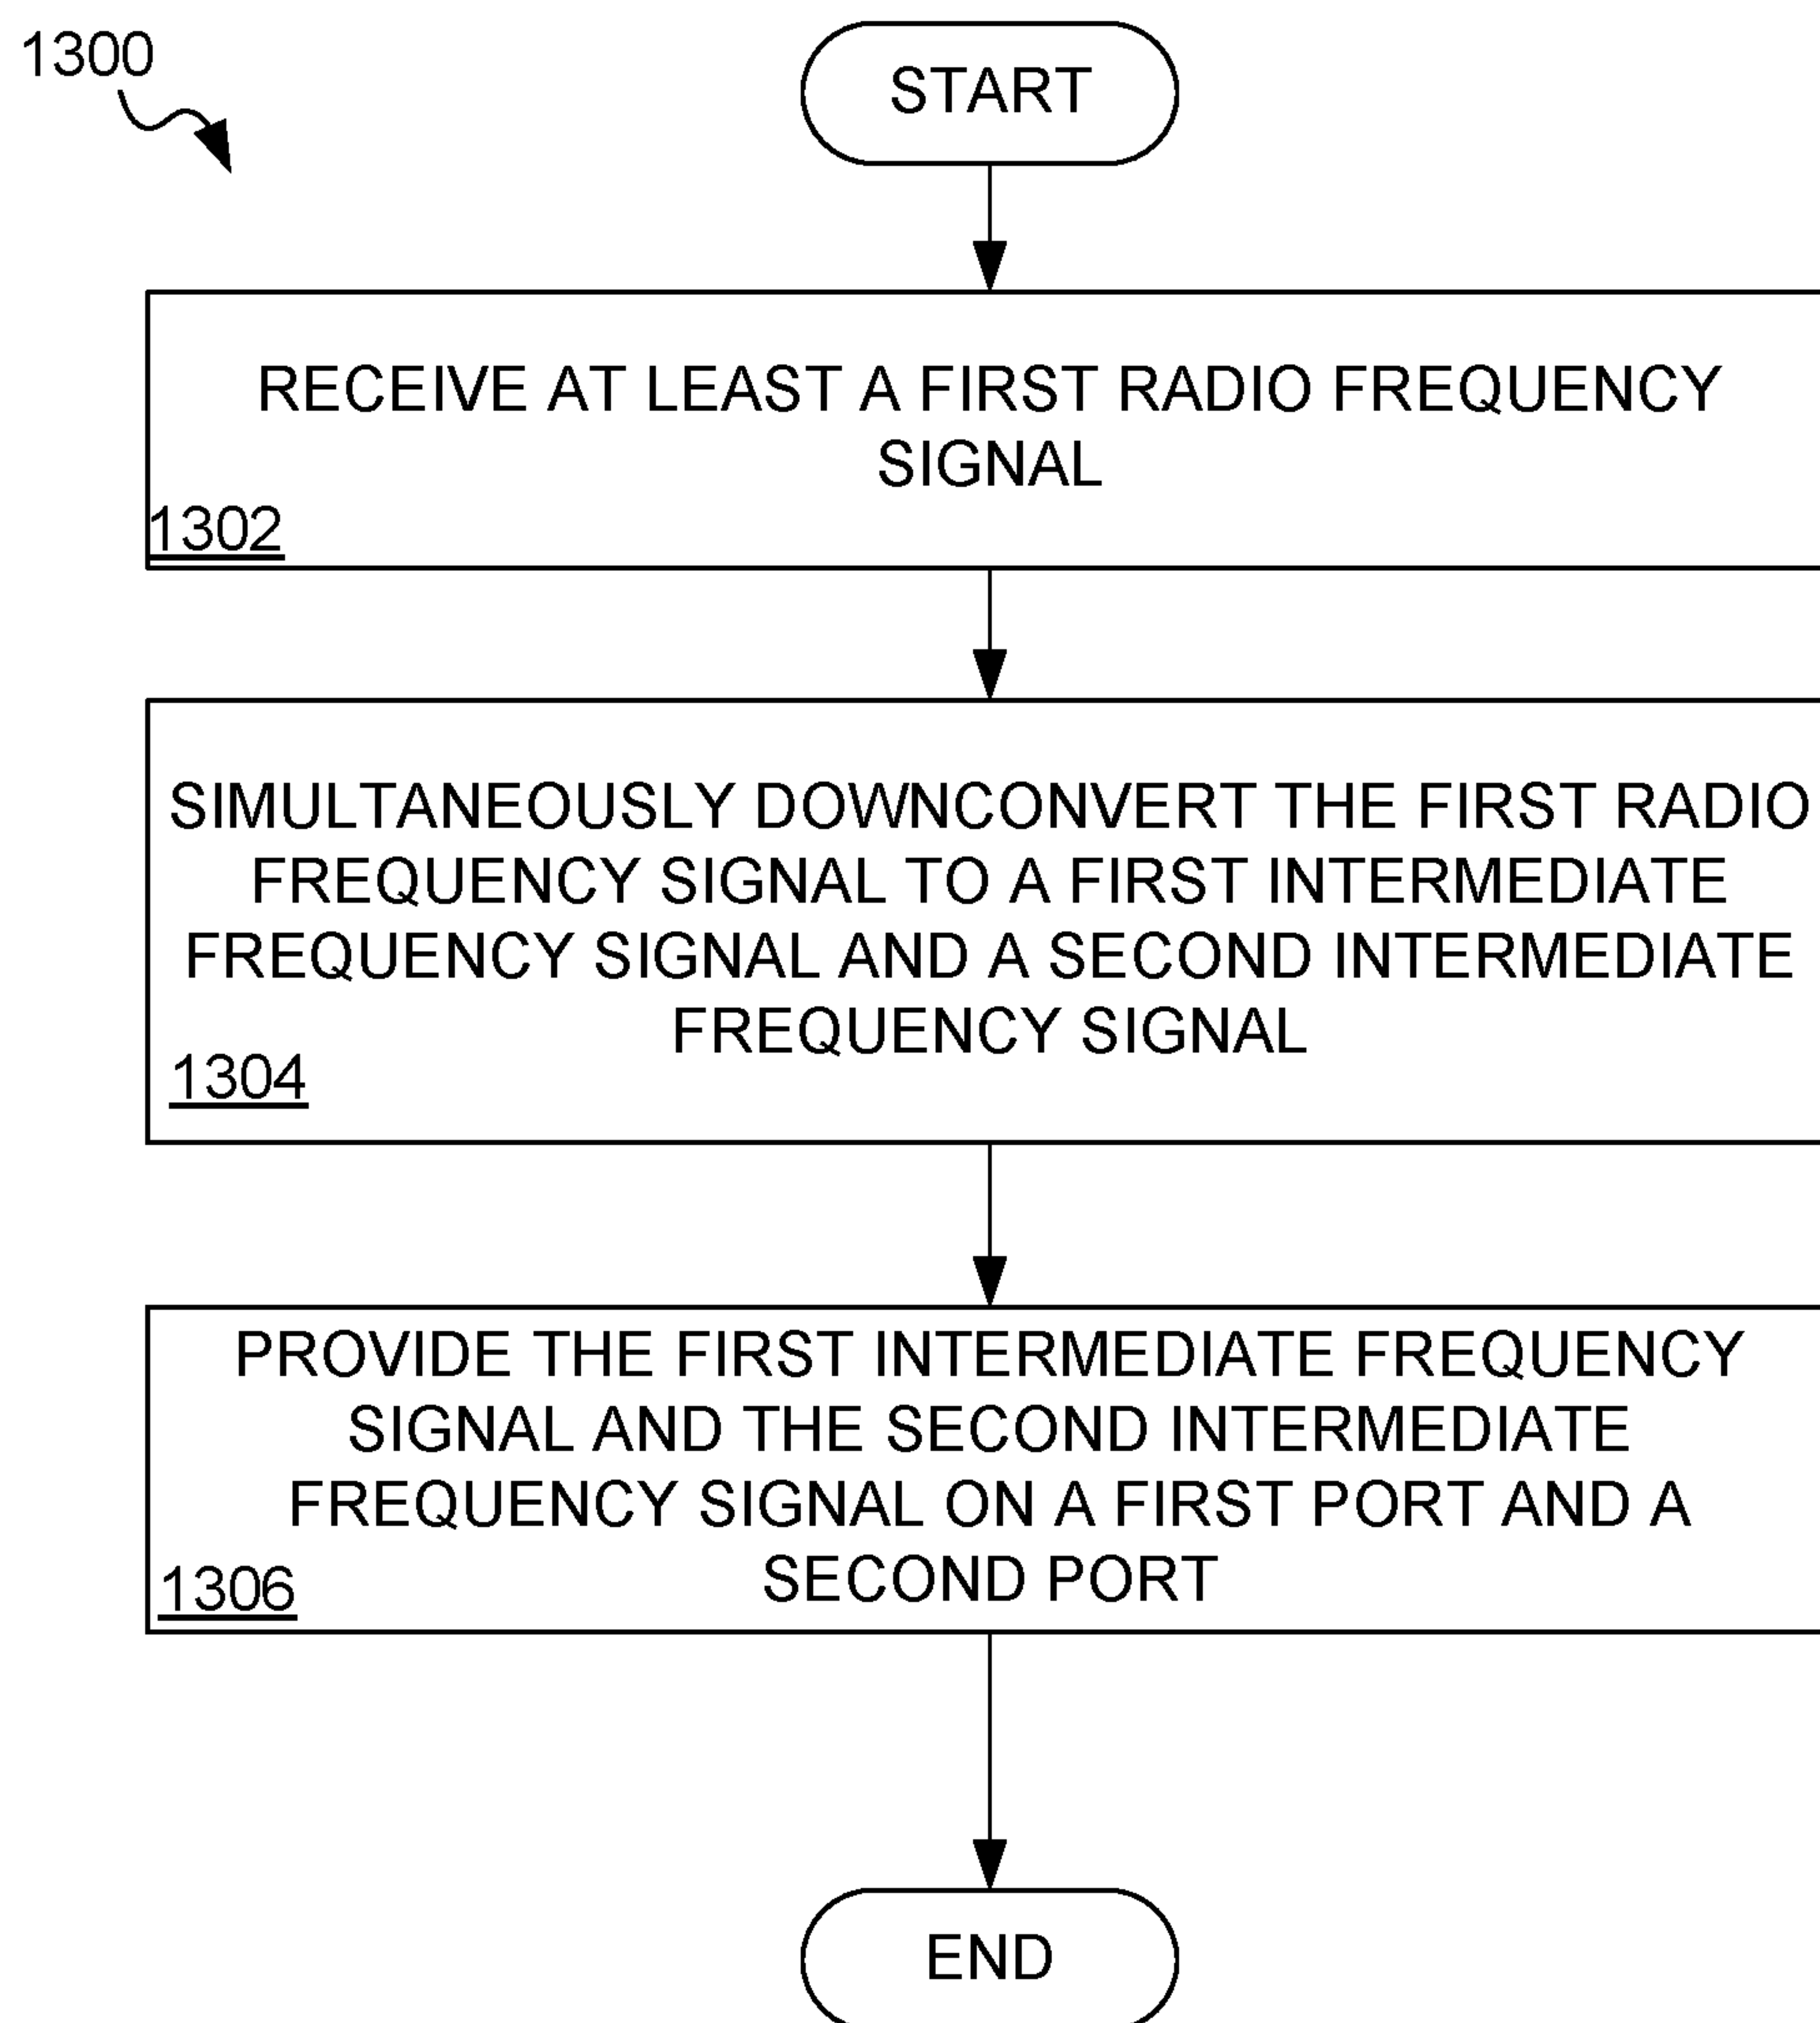 1300
START
RECEIVE AT LEAST A FIRST RADIO FREQUENCY
SIGNAL
1302
SIMULTANEOUSLY DOWNCONVERT THE FIRST RADIO
FREQUENCY SIGNAL TO A FIRST INTERMEDIATE
FREQUENCY SIGNAL AND A SECOND INTERMEDIATE
FREQUENCY SIGNAL
1304
PROVIDE THE FIRST INTERMEDIATE FREQUENCY
SIGNAL AND THE SECOND INTERMEDIATE
FREQUENCY SIGNAL ON A FIRST PORT AND A
SECOND PORT
1306
END